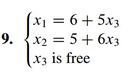 x₁ = 6 + 5x₃
9. x₂ = 5 + 6x₃
x₃ is free